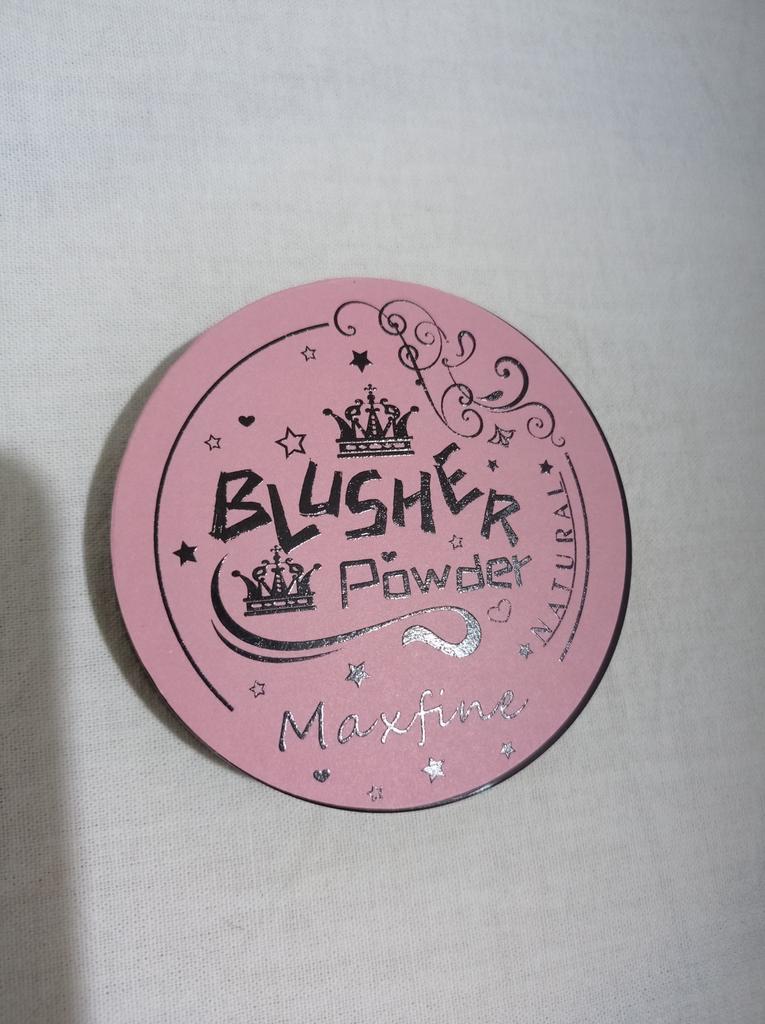 BLUSHER
Powder
NATURAL
Maxfine